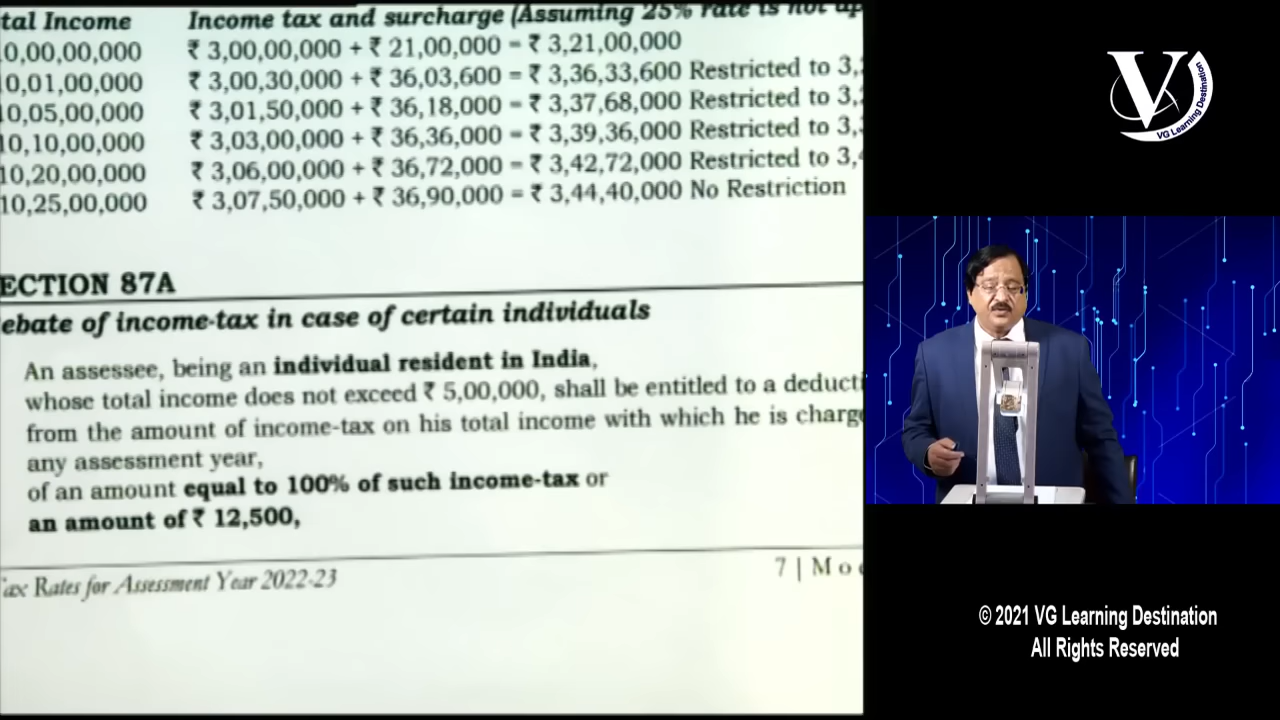 tal Income Income tax and surcharge (Assuming 25% rate is not ap
0,00,00,000 ₹ 3,00,00,000 + ₹ 21,00,000 = ₹ 3,21,00,000
0,01,00,000 ₹ 3,00,30,000 + ₹ 36,03,600 = ₹ 3,36,33,600 Restricted to 3,
0,05,00,000 ₹ 3,01,50,000 + ₹ 36,18,000 = ₹ 3,37,68,000 Restricted to 3,
10,10,00,000 ₹ 3,03,00,000 + ₹ 36,36,000 = ₹ 3,39,36,000 Restricted to 3,
10,20,00,000 ₹ 3,06,00,000 + ₹ 36,72,000 = ₹ 3,42,72,000 Restricted to 3,
10,25,00,000 ₹ 3,07,50,000 + ₹ 36,90,000 = ₹ 3,44,40,000 No Restriction
ECTION 87A
ebate of income-tax in case of certain individuals
An assessee, being an individual resident in India,
whose total income does not exceed ₹ 5,00,000, shall be entitled to a deducti
from the amount of income-tax on his total income with which he is charge
any assessment year,
of an amount equal to 100% of such income-tax or
an amount of ₹ 12,500,
ax Rates for Assessment Year 2022-23 7 | M o
V
VG Learning Destination
© 2021 VG Learning Destination
All Rights Reserved